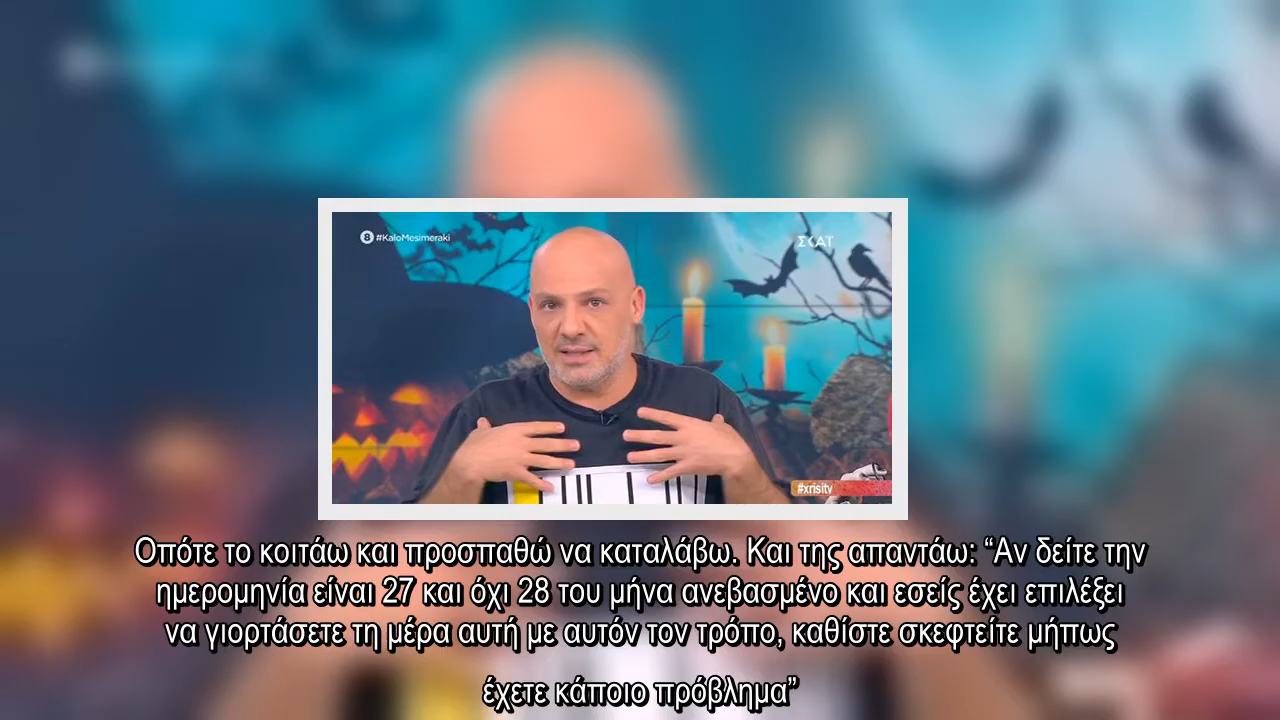 8 #KaloMesimeraki
ΣΚΑΪ
#xrisitv
Οπότε το κοιτάω και προσπαθώ να καταλάβω. Και της απαντάω: “Αν δείτε την
ημερομηνία είναι 27 και όχι 28 του μήνα ανεβασμένο και εσείς έχει επιλέξει
να γιορτάσετε τη μέρα αυτή με αυτόν τον τρόπο, καθίστε σκεφτείτε μήπως
έχετε κάποιο πρόβλημα”